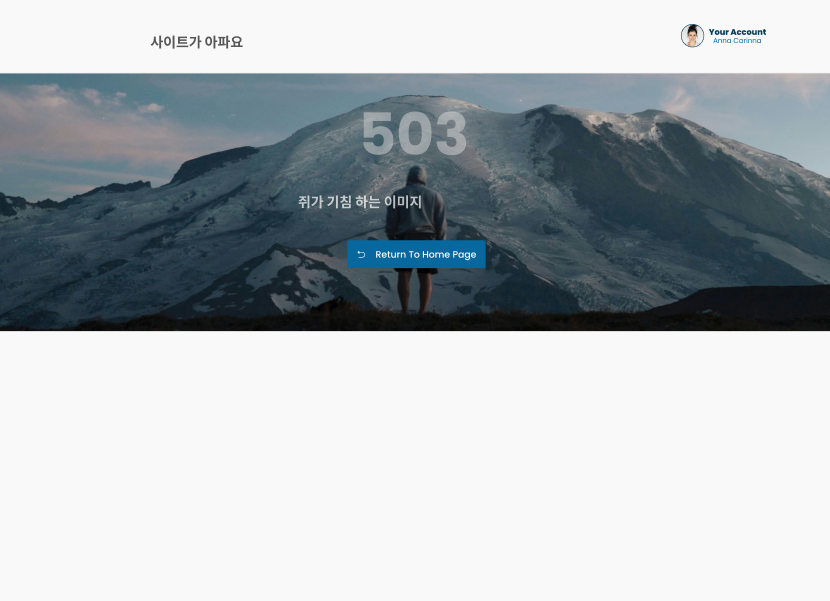 사이트가 아파요
Your Account
Anna Carinna
503
쥐가 기침 하는 이미지
Return To Home Page